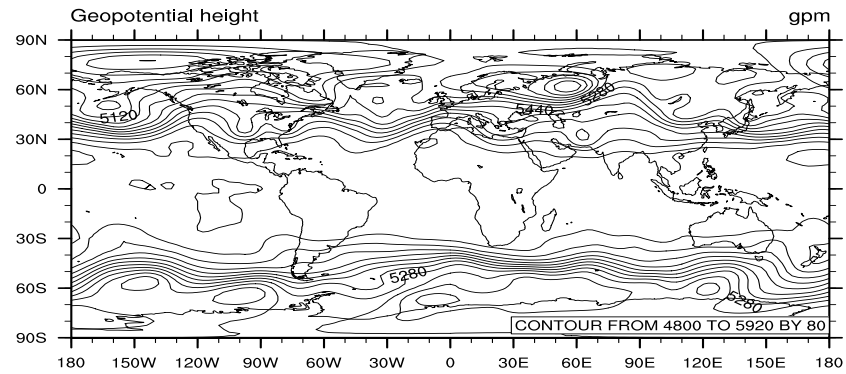 Geopotential height gpm
90N
60N
30N
0
30S
60S
90S
5120
5440
5280
5280
5280
CONTOUR FROM 4800 TO 5920 BY 80
180 150W 120W 90W 60W 30W 0 30E 60E 90E 120E 150E 180